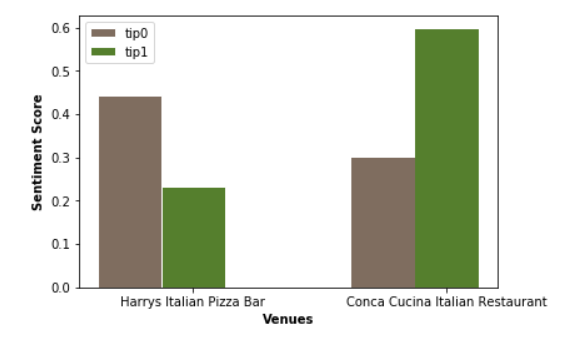 tip0
tip1
0.6
0.5
0.4
0.3
0.2
0.1
0.0
Sentiment Score
Harrys Italian Pizza Bar
Conca Cucina Italian Restaurant
Venues